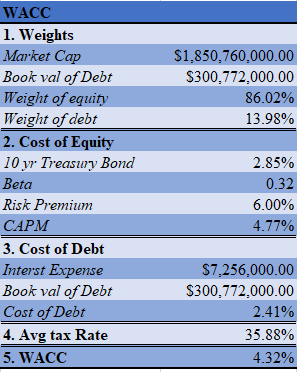 WACC
1. Weights
Market Cap $1,850,760,000.00
Book val of Debt $300,772,000.00
Weight of equity 86.02%
Weight of debt 13.98%
2. Cost of Equity
10 yr Treasury Bond 2.85%
Beta 0.32
Risk Premium 6.00%
CAPM 4.77%
3. Cost of Debt
Interst Expense $7,256,000.00
Book val of Debt $300,772,000.00
Cost of Debt 2.41%
4. Avg tax Rate 35.88%
5. WACC 4.32%